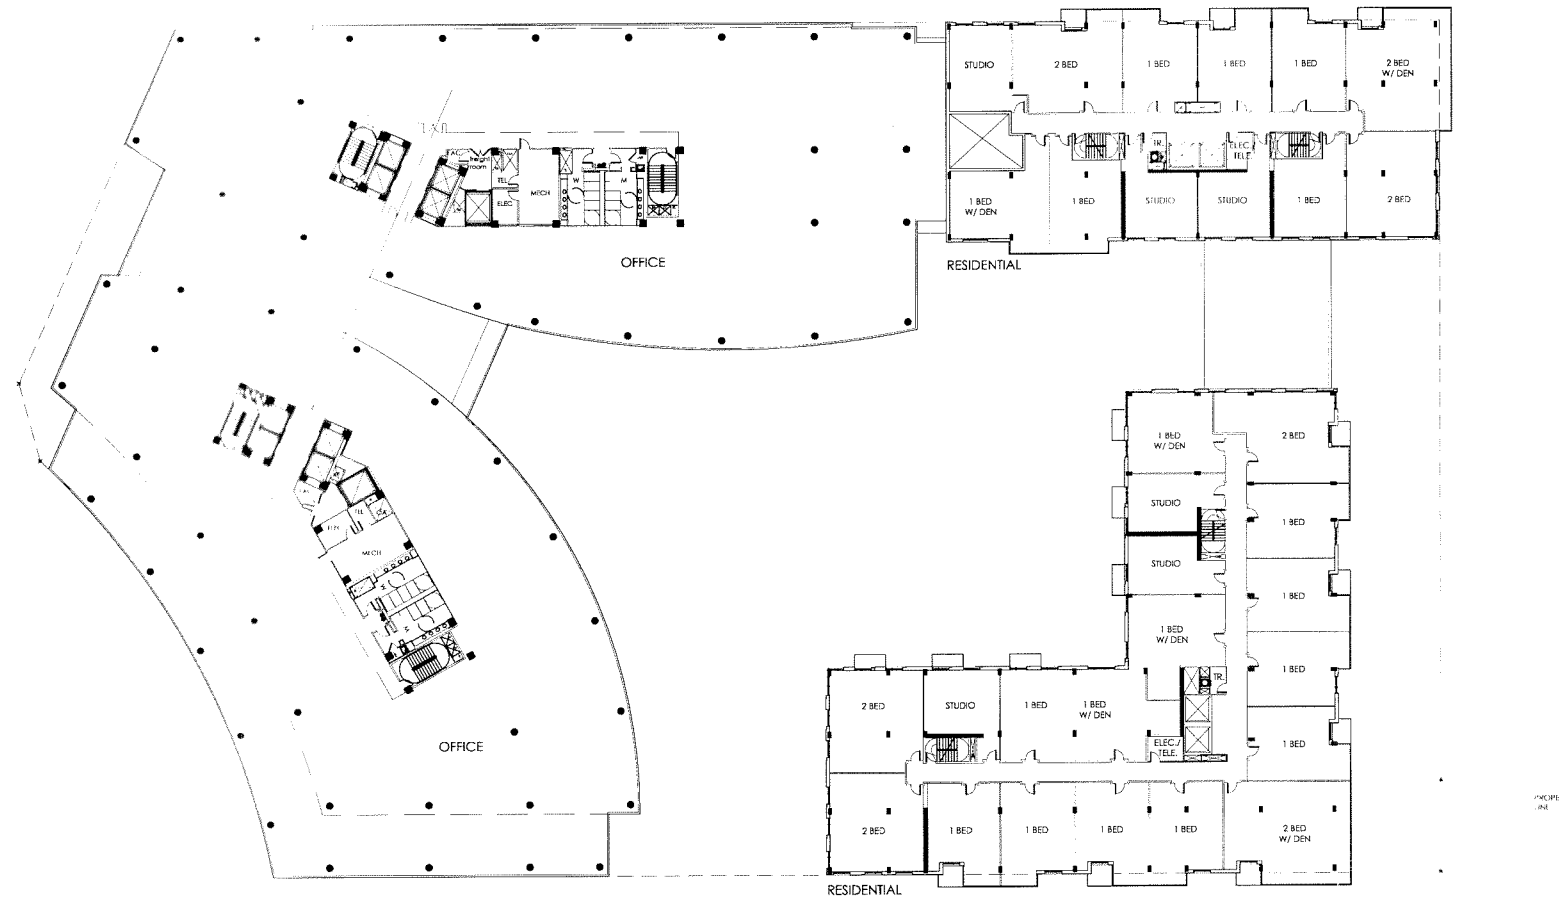 STUDIO
2 BED
1 BED
1 BED
1 BED
2 BED
W/ DEN
FAC.
freight
room
TEL
ELEC
MECH
W
M
TR.
ELEC
TELE.
1 BED
W/ DEN
1 BED
STUDIO
STUDIO
1 BED
2 BED
OFFICE
RESIDENTIAL
1 BED
W/ DEN
2 BED
STUDIO
1 BED
STUDIO
1 BED
1 BED
W/ DEN
1 BED
TR.
TEL
ELEC
MECH
M
W
2 BED
STUDIO
1 BED
1 BED
W/ DEN
ELEC./
TELE.
1 BED
OFFICE
2 BED
1 BED
1 BED
1 BED
1 BED
2 BED
W/ DEN
RESIDENTIAL